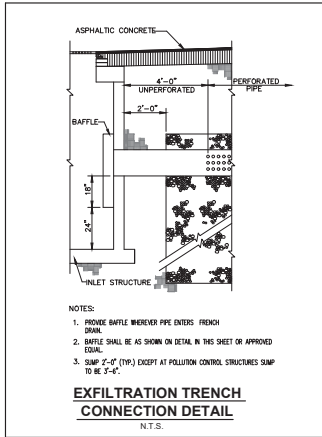 ASPHALTIC CONCRETE
4'-0"
UNPERFORATED
PERFORATED
PIPE
2'-0"
BAFFLE
18"
24"
INLET STRUCTURE
NOTES:
1. PROVIDE BAFFLE WHEREVER PIPE ENTERS FRENCH
DRAIN.
2. BAFFLE SHALL BE AS SHOWN ON DETAIL IN THIS SHEET OR APPROVED
EQUAL.
3. SUMP 2'-0" (TYP.) EXCEPT AT POLLUTION CONTROL STRUCTURES SUMP
TO BE 3'-6".
EXFILTRATION TRENCH
CONNECTION DETAIL
N.T.S.